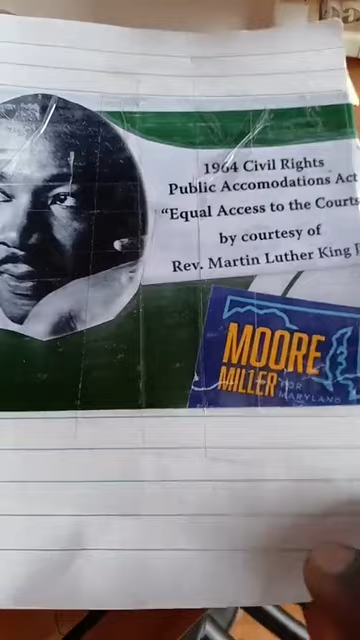 1964 Civil Rights
Public Accomodations Act
"Equal Access to the Courts
by courtesy of
Rev. Martin Luther King
MOORE
MILLER
FOR
MARYLAND